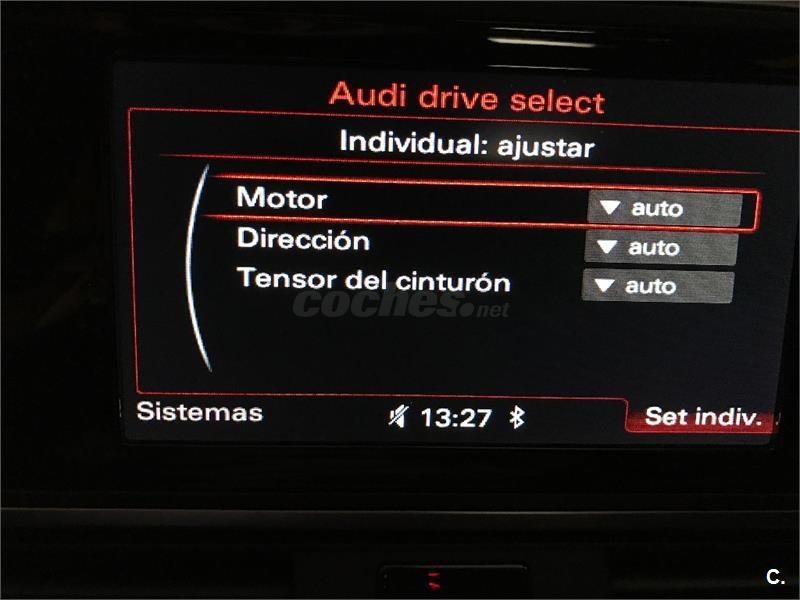 Audi drive select
Individual: ajustar
Motor auto
Dirección auto
Tensor del cinturón auto
coches.net
Sistemas 13:27 Set indiv.
C.